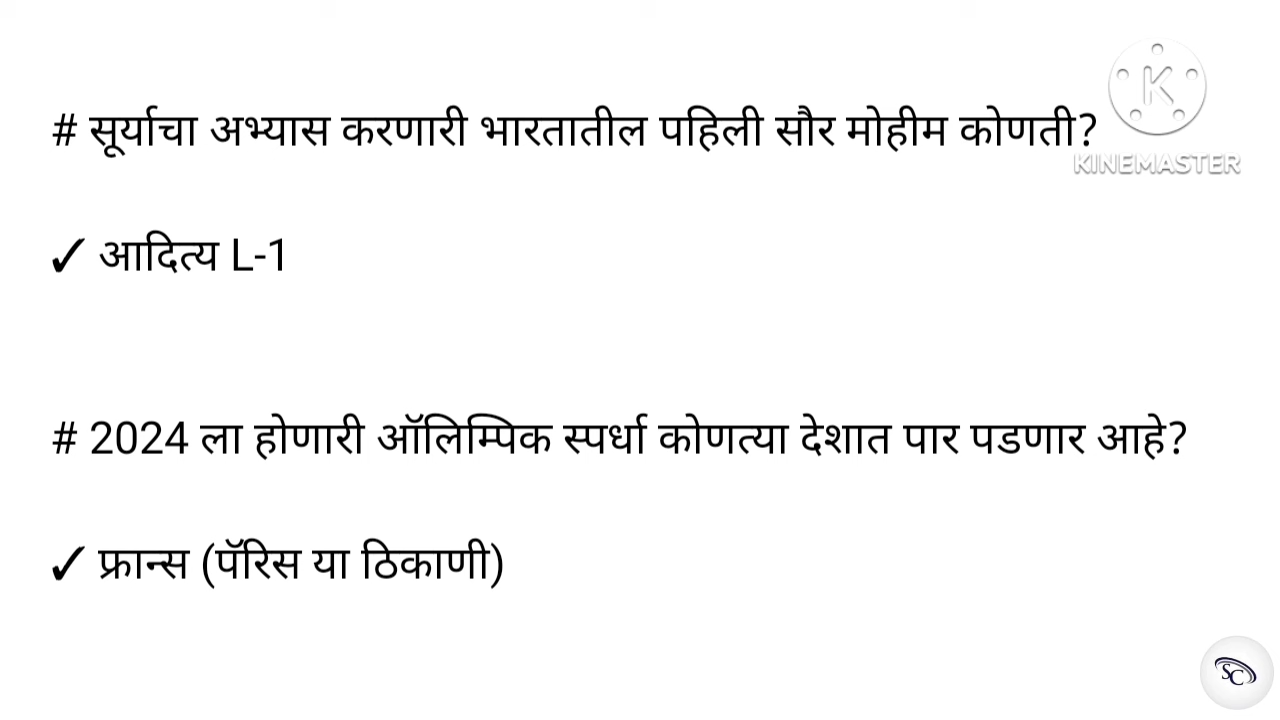 # सूर्याचा अभ्यास करणारी भारतातील पहिली सौर मोहीम कोणती?
KINEMASTER
✓ आदित्य L-1
# 2024 ला होणारी ऑलिम्पिक स्पर्धा कोणत्या देशात पार पडणार आहे?
✓ फ्रान्स (पॅरिस या ठिकाणी)
SC